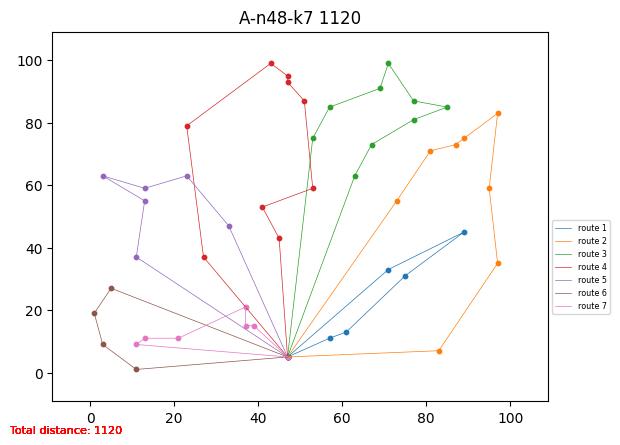 A-n48-k7 1120
100
80
60
40
20
0
0 20 40 60 80 100
route 1
route 2
route 3
route 4
route 5
route 6
route 7
Total distance: 1120